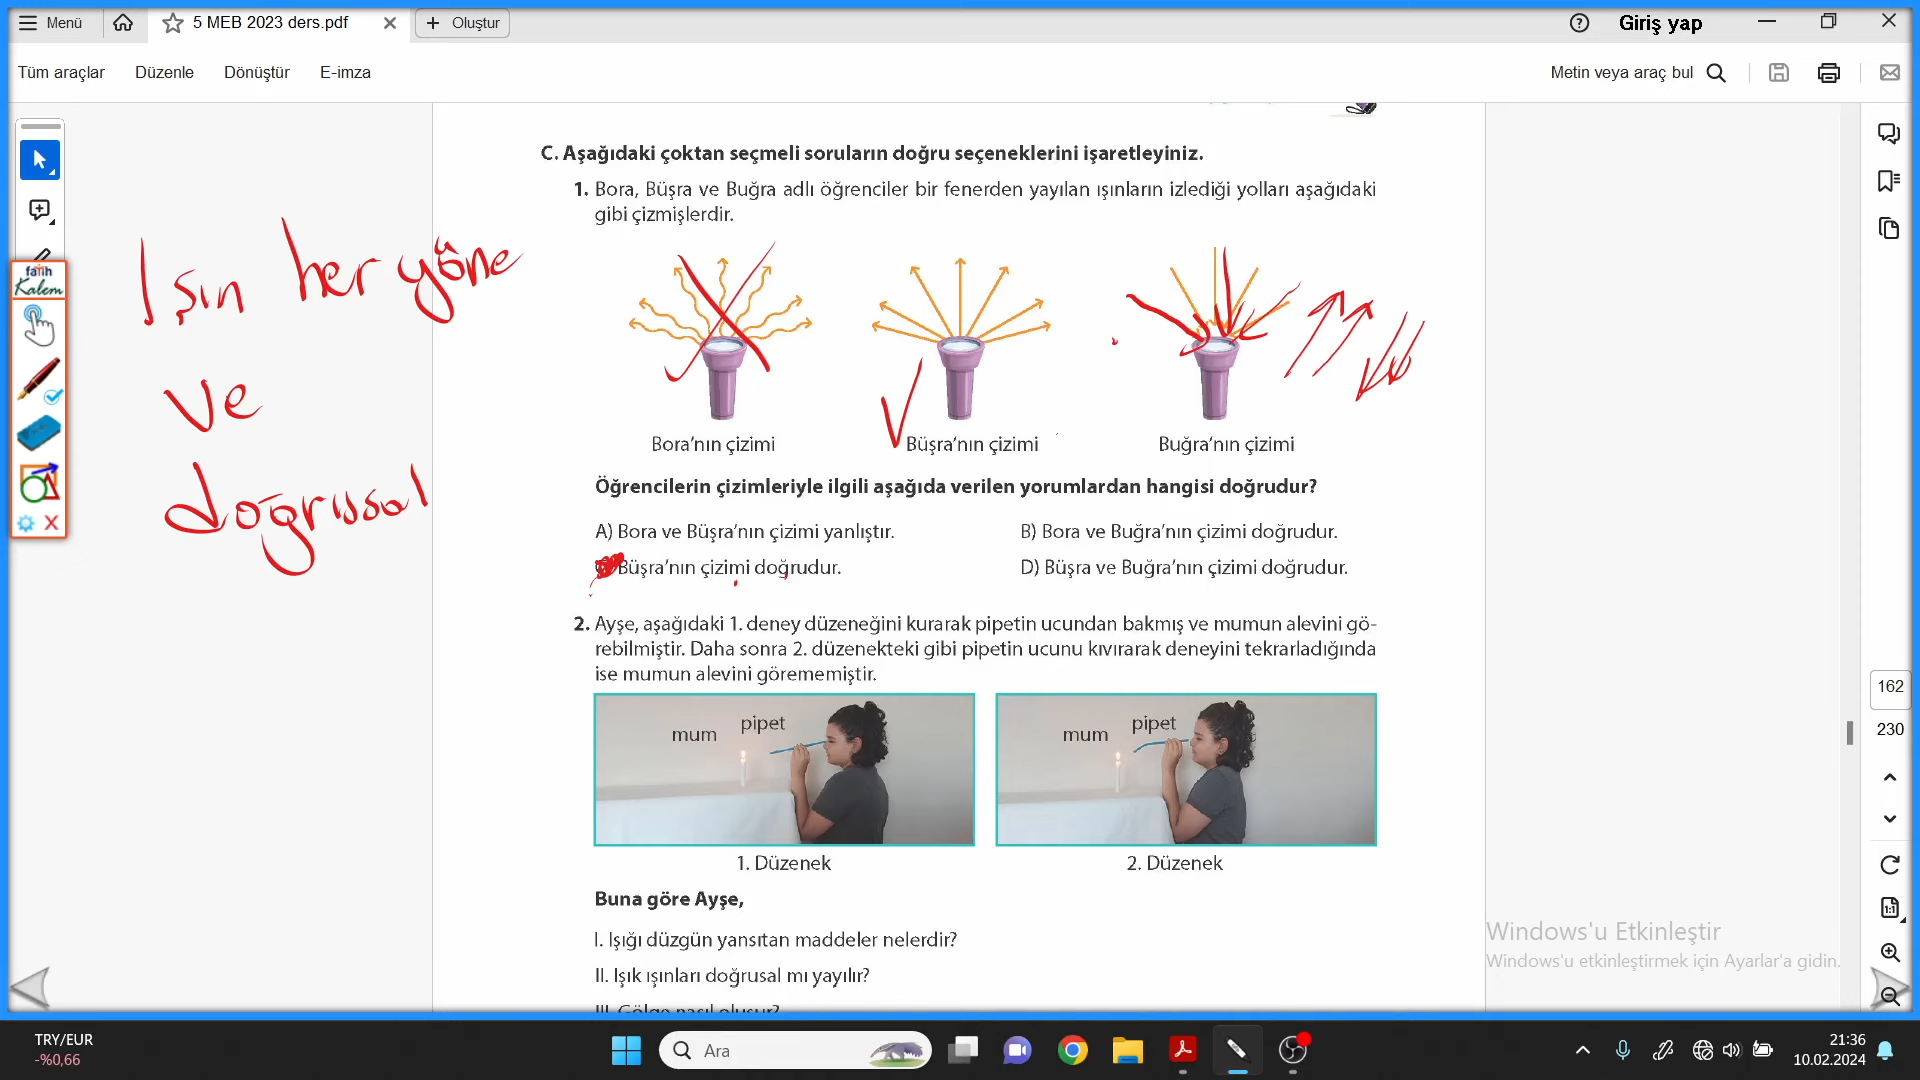 Menü
5 MEB 2023 ders.pdf
Oluştur
Giriş yap
Tüm araçlar
Düzenle
Dönüştür
E-imza
Metin veya araç bul
fatih
Kalem
Işın her yöne
ve
doğrusal
C. Aşağıdaki çoktan seçmeli soruların doğru seçeneklerini işaretleyiniz.
1. Bora, Büşra ve Buğra adlı öğrenciler bir fenerden yayılan ışınların izlediği yolları aşağıdaki
gibi çizmişlerdir.
Bora’nın çizimi
Büşra’nın çizimi
Buğra’nın çizimi
Öğrencilerin çizimleriyle ilgili aşağıda verilen yorumlardan hangisi doğrudur?
A) Bora ve Büşra’nın çizimi yanlıştır.
B) Bora ve Buğra’nın çizimi doğrudur.
Büşra’nın çizimi doğrudur.
D) Büşra ve Buğra’nın çizimi doğrudur.
2. Ayşe, aşağıdaki 1. deney düzeneğini kurarak pipetin ucundan bakmış ve mumun alevini gö-
rebilmiştir. Daha sonra 2. düzenekteki gibi pipetin ucunu kıvırarak deneyini tekrarladığında
ise mumun alevini görememiştir.
mum
pipet
mum
pipet
1. Düzenek
2. Düzenek
Buna göre Ayşe,
I. Işığı düzgün yansıtan maddeler nelerdir?
II. Işık ışınları doğrusal mı yayılır?
III. Gölge nasıl oluşur?
162
230
1:1
Windows'u Etkinleştir
Windows'u etkinleştirmek için Ayarlar'a gidin.
TRY/EUR
-%0,66
Ara
21:36
10.02.2024